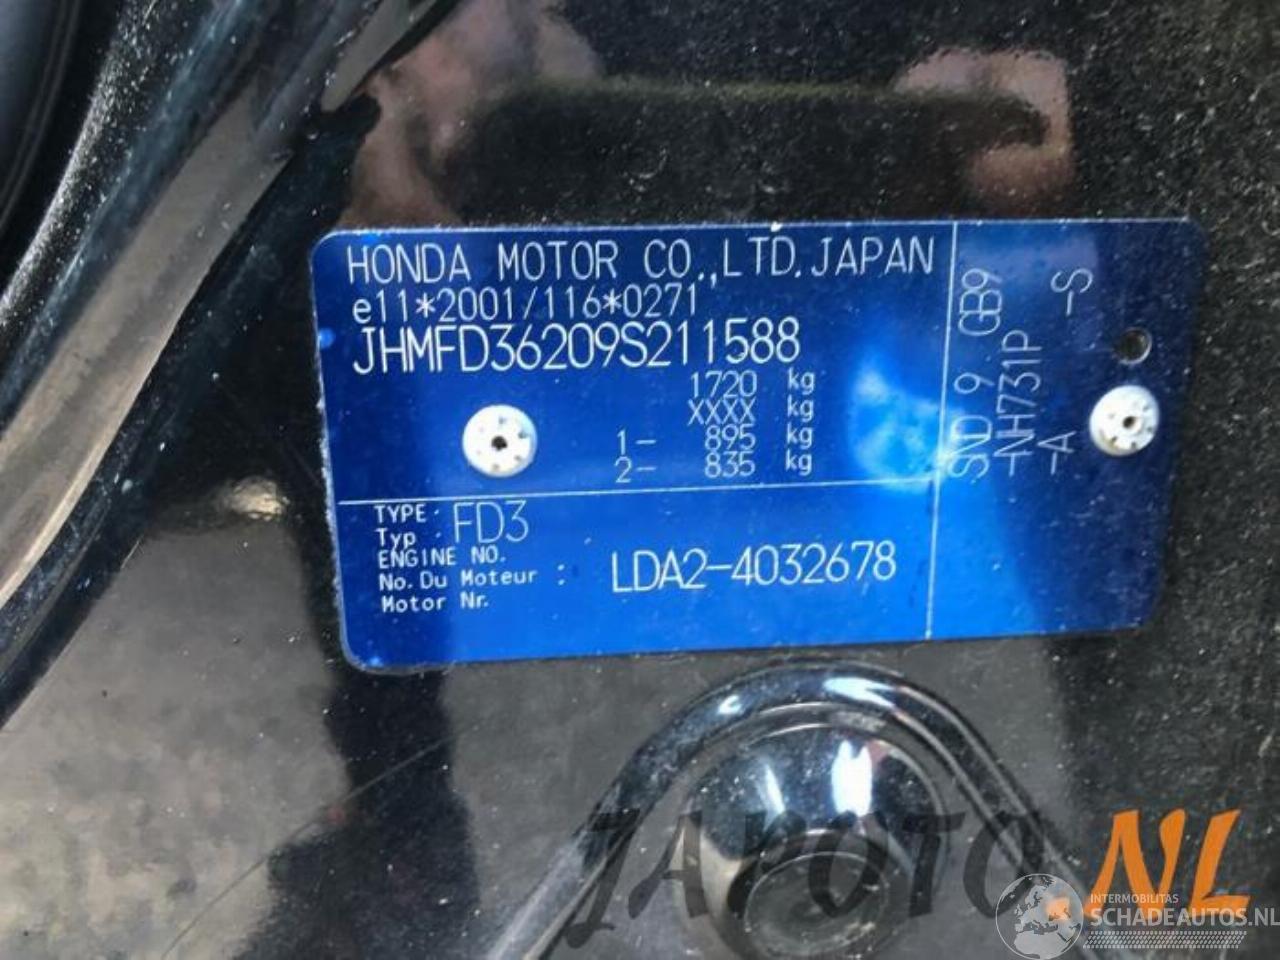 HONDA MOTOR CO.,LTD.JAPAN
e11*2001/116*0271
JHMFD36209S211588
1720 kg
XXXX kg
1- 895 kg
2- 835 kg
TYPE
Typ : FD3
ENGINE NO.
No. Du Moteur : LDA2-4032678
Motor Nr.
SND 9 GB9
-NH731P
-A -S
JAPOTO.NL
INTERMOBILITAS
SCHADEAUTOS.NL